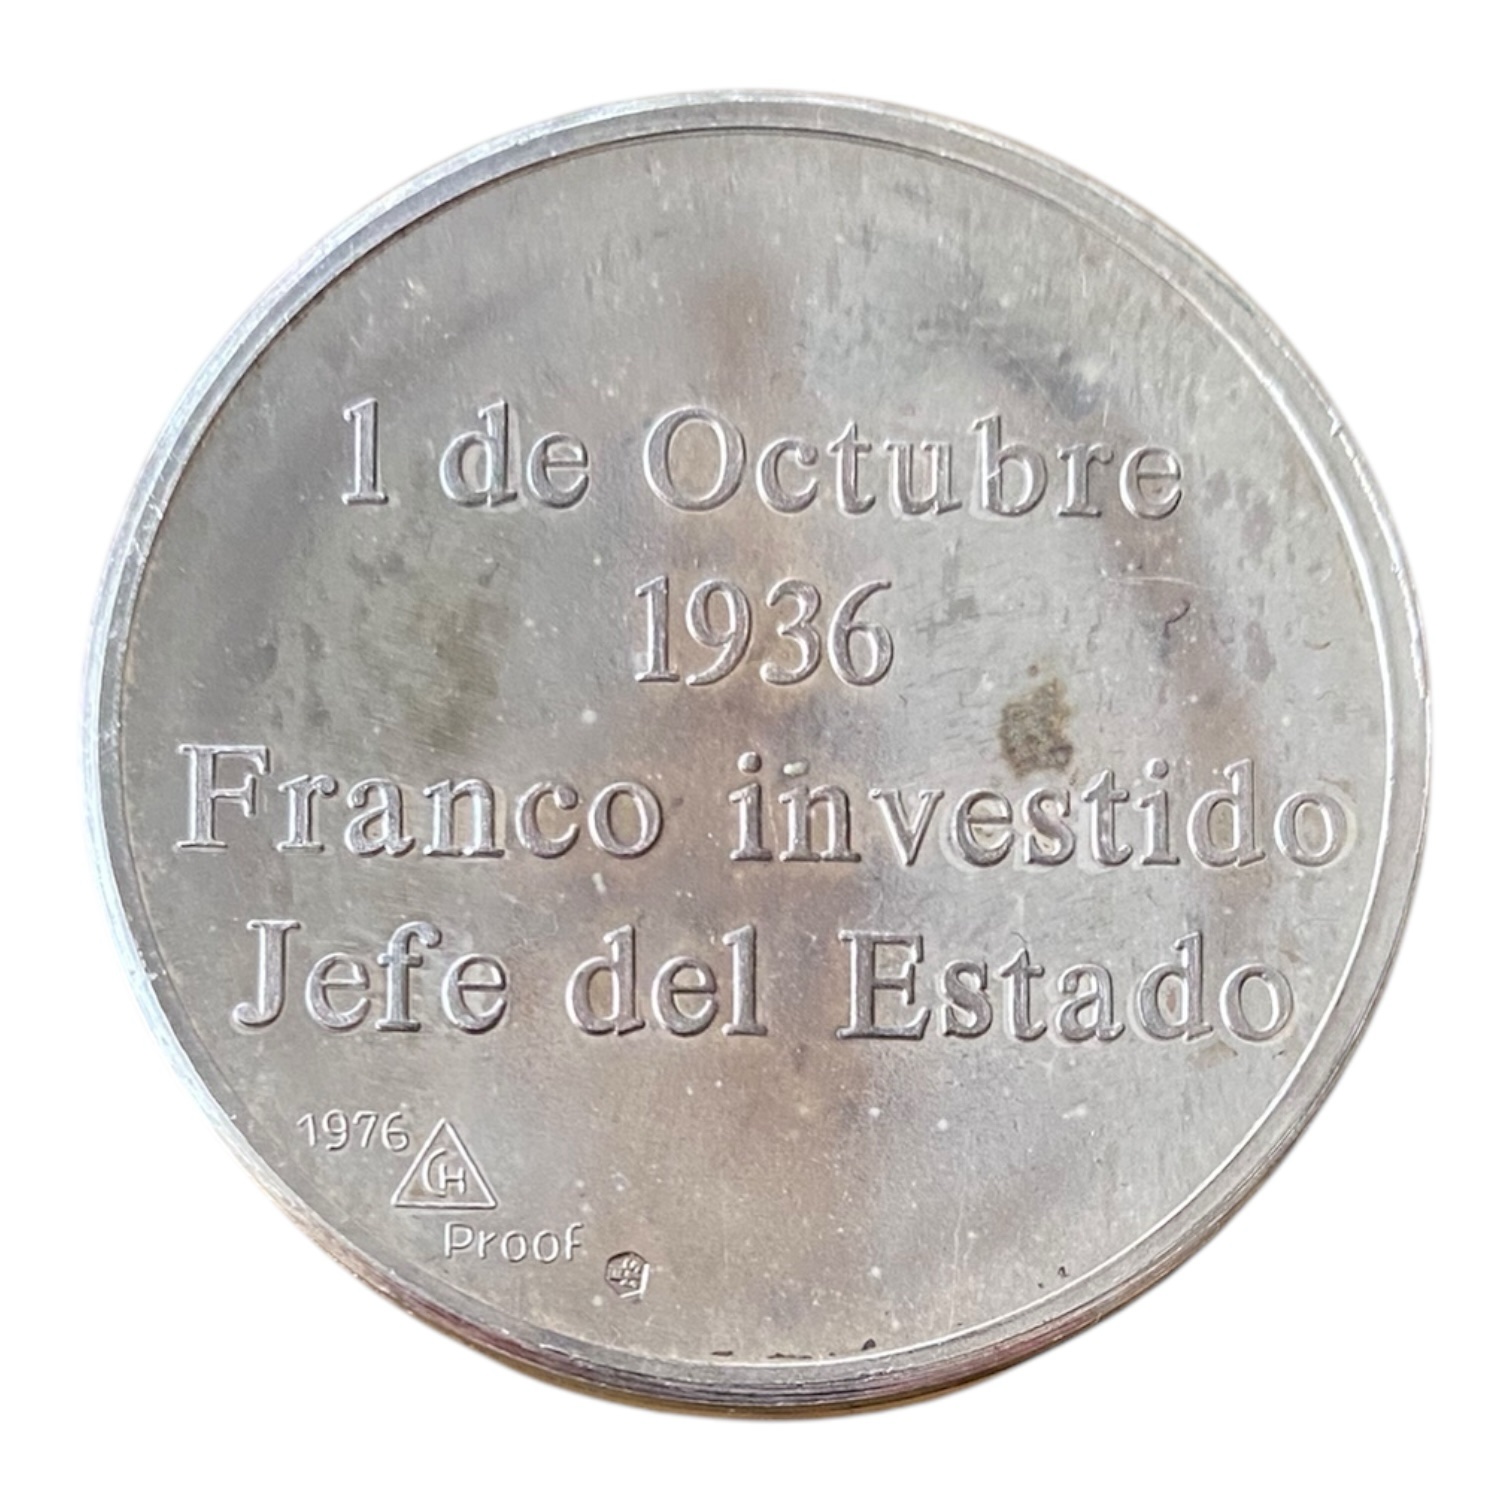 1 de Octubre
1936
Franco investido
Jefe del Estado
1976
CH
Proof